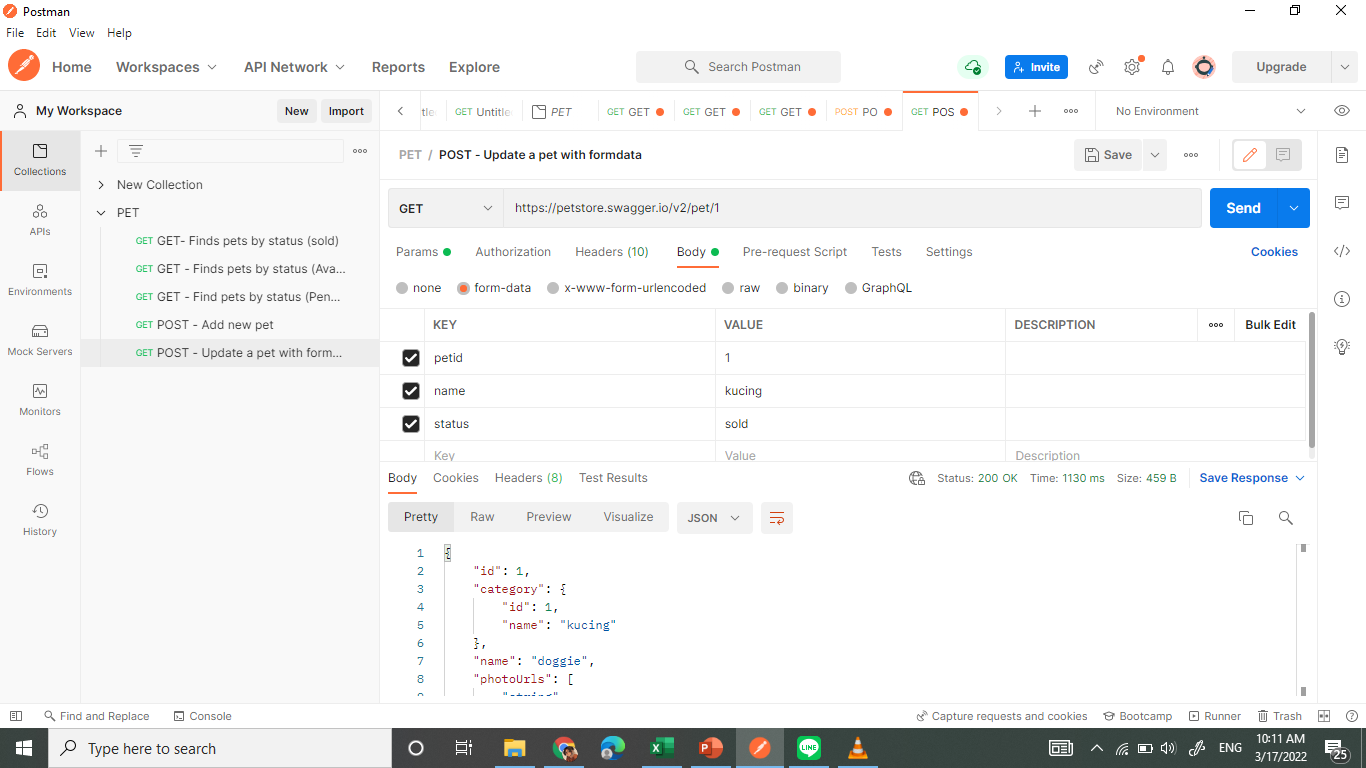 Postman
File Edit View Help
Home Workspaces API Network Reports Explore Search Postman Invite Upgrade
My Workspace New Import
GET Untitle PET GET GET GET GET GET GET POST PO GET POS No Environment
Collections
APIs
Environments
Mock Servers
Monitors
Flows
History
New Collection
PET
GET GET- Finds pets by status (sold)
GET GET - Finds pets by status (Ava...
GET GET - Find pets by status (Pen...
GET POST - Add new pet
GET POST - Update a pet with form...
PET / POST - Update a pet with formdata Save
GET https://petstore.swagger.io/v2/pet/1 Send
Params Authorization Headers (10) Body Pre-request Script Tests Settings Cookies
none form-data x-www-form-urlencoded raw binary GraphQL
KEY VALUE DESCRIPTION Bulk Edit
petid 1
name kucing
status sold
Key Value Description
Body Cookies Headers (8) Test Results Status: 200 OK Time: 1130 ms Size: 459 B Save Response
Pretty Raw Preview Visualize JSON
1 {
2 "id": 1,
3 "category": {
4 "id": 1,
5 "name": "kucing"
6 },
7 "name": "doggie",
8 "photoUrls": [
9 "string"
Find and Replace Console Capture requests and cookies Bootcamp Runner Trash
Type here to search ENG 10:11 AM
3/17/2022 25